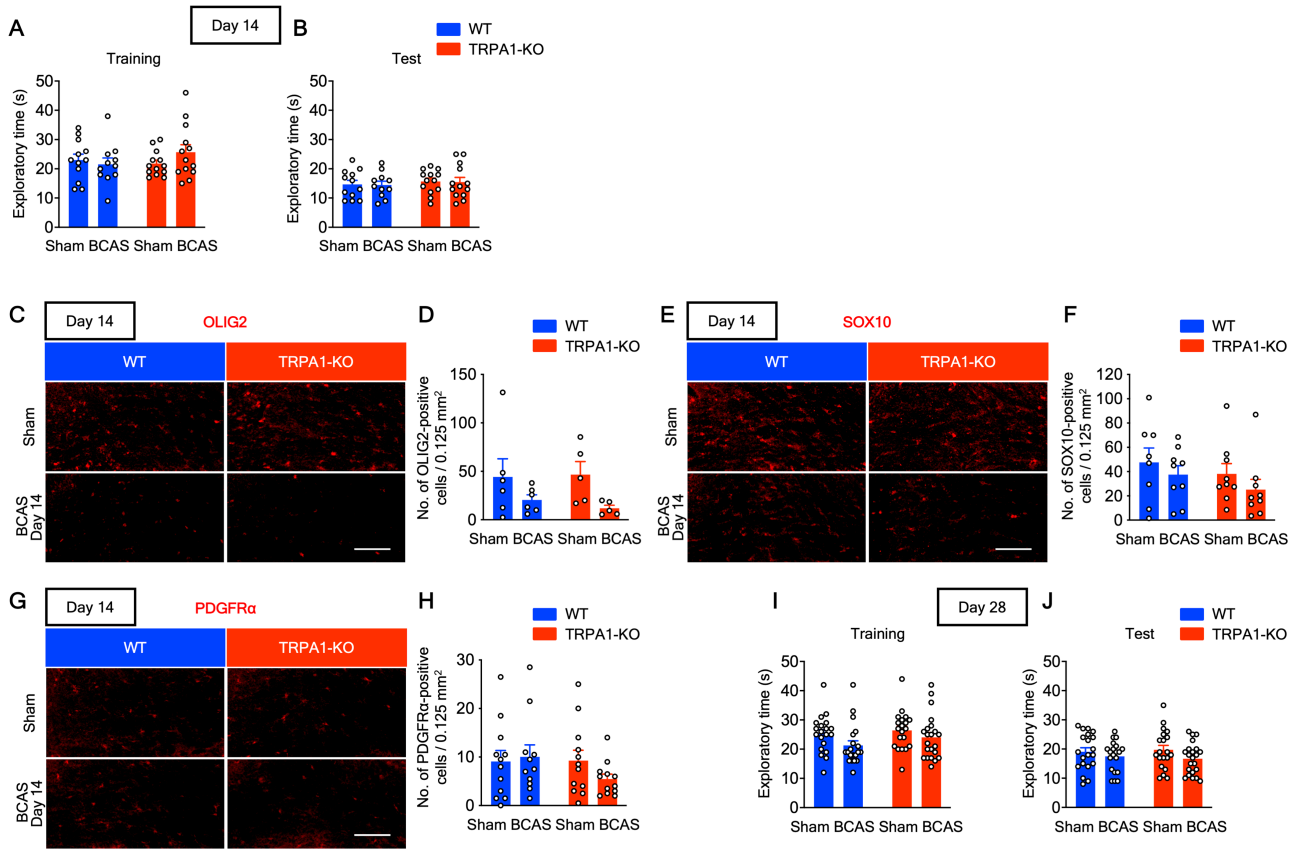 A
Day 14
B
WT
TRPA1-KO
Training
Test
Exploratory time (s)
50
40
30
20
10
0
Sham BCAS Sham BCAS
Exploratory time (s)
50
40
30
20
10
0
Sham BCAS Sham BCAS
C
Day 14
OLIG2
WT
TRPA1-KO
Sham
BCAS
Day 14
D
WT
TRPA1-KO
No. of OLIG2-positive
cells / 0.125 mm²
150
100
50
0
Sham BCAS Sham BCAS
E
Day 14
SOX10
WT
TRPA1-KO
Sham
BCAS
Day 14
F
WT
TRPA1-KO
No. of SOX10-positive
cells / 0.125 mm²
120
100
80
60
40
20
0
Sham BCAS Sham BCAS
G
Day 14
PDGFRα
WT
TRPA1-KO
Sham
BCAS
Day 14
H
WT
TRPA1-KO
No. of PDGFRα-positive
cells / 0.125 mm²
30
20
10
0
Sham BCAS Sham BCAS
I
Day 28
J
WT
TRPA1-KO
Training
Test
Exploratory time (s)
50
40
30
20
10
0
Sham BCAS Sham BCAS
Exploratory time (s)
50
40
30
20
10
0
Sham BCAS Sham BCAS